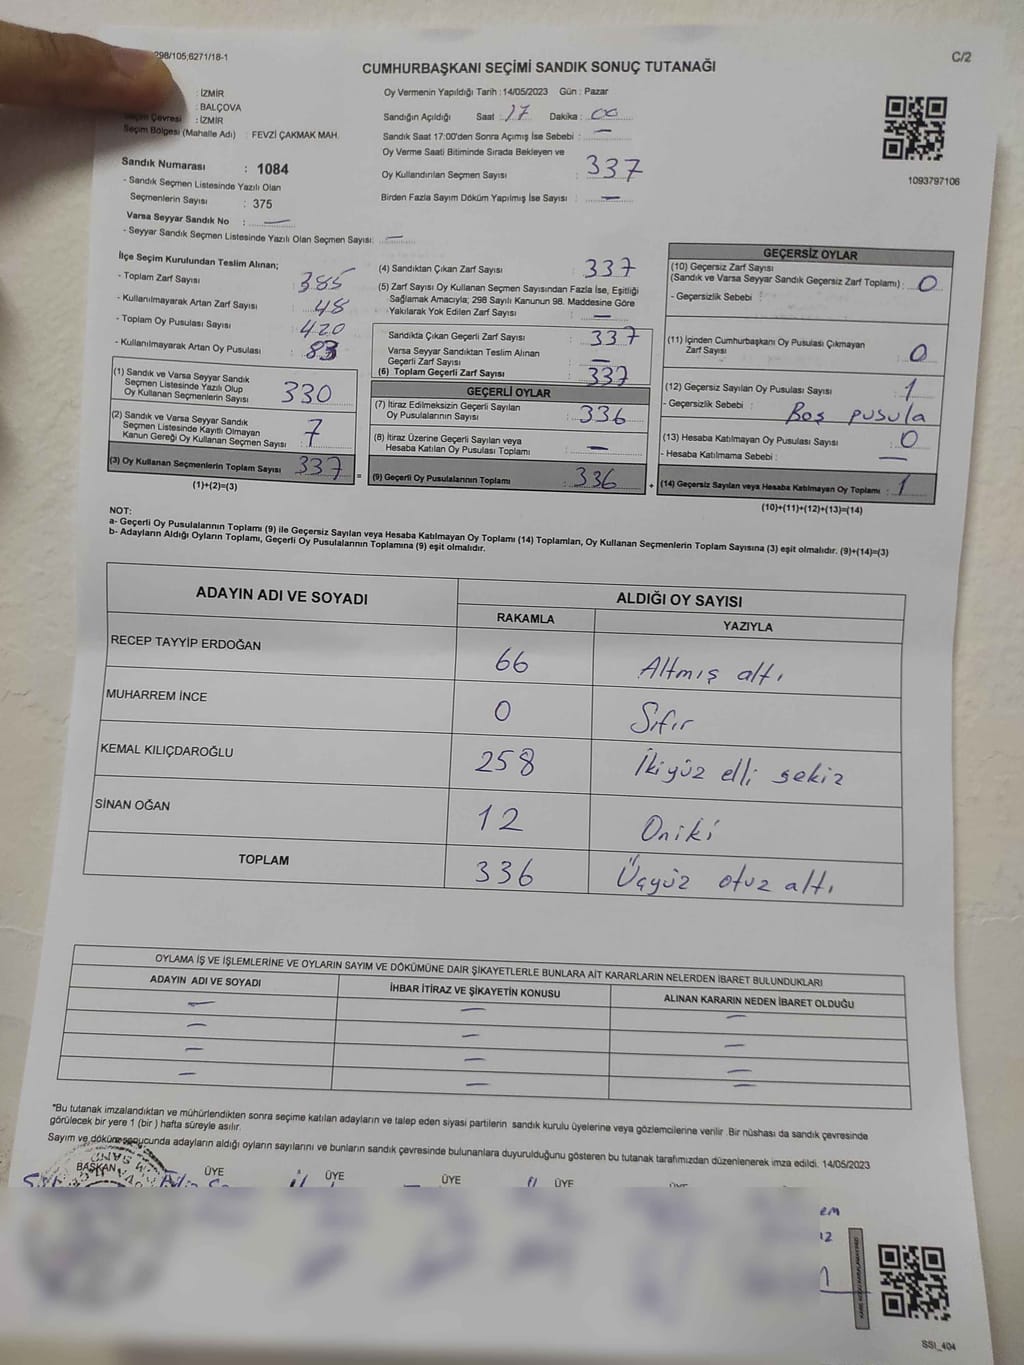 298/105,6271/18-1
C/2
CUMHURBAŞKANI SEÇİMİ SANDIK SONUÇ TUTANAĞI
: İZMİR
: BALÇOVA
Seçim Çevresi : İZMİR
Seçim Bölgesi (Mahalle Adı) : FEVZİ ÇAKMAK MAH.
Sandık Numarası : 1084
- Sandık Seçmen Listesinde Yazılı Olan
Seçmenlerin Sayısı : 375
Varsa Seyyar Sandık No : —
- Seyyar Sandık Seçmen Listesinde Yazılı Olan Seçmen Sayısı: —
Oy Vermenin Yapıldığı Tarih : 14/05/2023 Gün : Pazar
Sandığın Açıldığı Saat : 17 Dakika : 00
Sandık Saat 17:00'den Sonra Açımış İse Sebebi : —
Oy Verme Saati Bitiminde Sırada Bekleyen ve
Oy Kullandırılan Seçmen Sayısı : 337
Birden Fazla Sayım Döküm Yapılmış İse Sayısı : —
1093797106
İlçe Seçim Kurulundan Teslim Alınan;
- Toplam Zarf Sayısı : 385
- Kullanılmayarak Artan Zarf Sayısı : 48
- Toplam Oy Pusulası Sayısı : 420
- Kullanılmayarak Artan Oy Pusulası : 83
(1) Sandık ve Varsa Seyyar Sandık
Seçmen Listesinde Yazılı Olup
Oy Kullanan Seçmenlerin Sayısı : 330
(2) Sandık ve Varsa Seyyar Sandık
Seçmen Listesinde Kayıtlı Olmayan
Kanun Gereği Oy Kullanan Seçmen Sayısı : 7
(3) Oy Kullanan Seçmenlerin Toplam Sayısı : 337
(1)+(2)=(3)
=
(4) Sandıktan Çıkan Zarf Sayısı : 337
(5) Zarf Sayısı Oy Kullanan Seçmen Sayısından Fazla İse, Eşitliği
Sağlamak Amacıyla; 298 Sayılı Kanunun 98. Maddesine Göre
Yakılarak Yok Edilen Zarf Sayısı : —
Sandıkta Çıkan Geçerli Zarf Sayısı : 337
Varsa Seyyar Sandıktan Teslim Alınan
Geçerli Zarf Sayısı : —
(6) Toplam Geçerli Zarf Sayısı : 337
GEÇERLİ OYLAR
(7) İtiraz Edilmeksizin Geçerli Sayılan
Oy Pusulalarının Sayısı : 336
(8) İtiraz Üzerine Geçerli Sayılan veya
Hesaba Katılan Oy Pusulası Toplamı : —
(9) Geçerli Oy Pusulalarının Toplamı : 336
+
GEÇERSİZ OYLAR
(10) Geçersiz Zarf Sayısı
(Sandık ve Varsa Seyyar Sandık Geçersiz Zarf Toplamı) : 0
- Geçersizlik Sebebi :
(11) İçinden Cumhurbaşkanı Oy Pusulası Çıkmayan
Zarf Sayısı : 0
(12) Geçersiz Sayılan Oy Pusulası Sayısı : 1
- Geçersizlik Sebebi : Boş pusula
(13) Hesaba Katılmayan Oy Pusulası Sayısı : 0
- Hesaba Katılmama Sebebi : —
(14) Geçersiz Sayılan veya Hesaba Katılmayan Oy Toplamı : 1
(10)+(11)+(12)+(13)=(14)
NOT:
a- Geçerli Oy Pusulalarının Toplamı (9) ile Geçersiz Sayılan veya Hesaba Katılmayan Oy Toplamı (14) Toplamları, Oy Kullanan Seçmenlerin Toplam Sayısına (3) eşit olmalıdır. (9)+(14)=(3)
b- Adayların Aldığı Oyların Toplamı, Geçerli Oy Pusulalarının Toplamına (9) eşit olmalıdır.
ADAYIN ADI VE SOYADI
ALDIĞI OY SAYISI
RAKAMLA YAZIYLA
RECEP TAYYİP ERDOĞAN 66 Altmış altı
MUHARREM İNCE 0 Sıfır
KEMAL KILIÇDAROĞLU 258 İkiyüz elli sekiz
SİNAN OĞAN 12 Oniki
TOPLAM 336 Üçyüz otuz altı
OYLAMA İŞ VE İŞLEMLERİNE VE OYLARIN SAYIM VE DÖKÜMÜNE DAİR ŞİKAYETLERLE BUNLARA AİT KARARLARIN NELERDEN İBARET BULUNDUKLARI
ADAYIN ADI VE SOYADI İHBAR İTİRAZ VE ŞİKAYETİN KONUSU ALINAN KARARIN NEDEN İBARET OLDUĞU
— — —
— — —
— — —
— — —
*Bu tutanak imzalandıktan ve mühürlendikten sonra seçime katılan adayların ve talep eden siyasi partilerin sandık kurulu üyelerine veya gözlemcilerine verilir. Bir nüshası da sandık çevresinde
görülecek bir yere 1 (bir ) hafta süreyle asılır.
Sayım ve döküm sonucunda adayların aldığı oyların sayılarını ve bunların sandık çevresinde bulunanlara duyurulduğunu gösteren bu tutanak tarafımızdan düzenlenerek imza edildi. 14/05/2023
BAŞKAN ÜYE ÜYE ÜYE ÜYE ÜYE
SSI_404